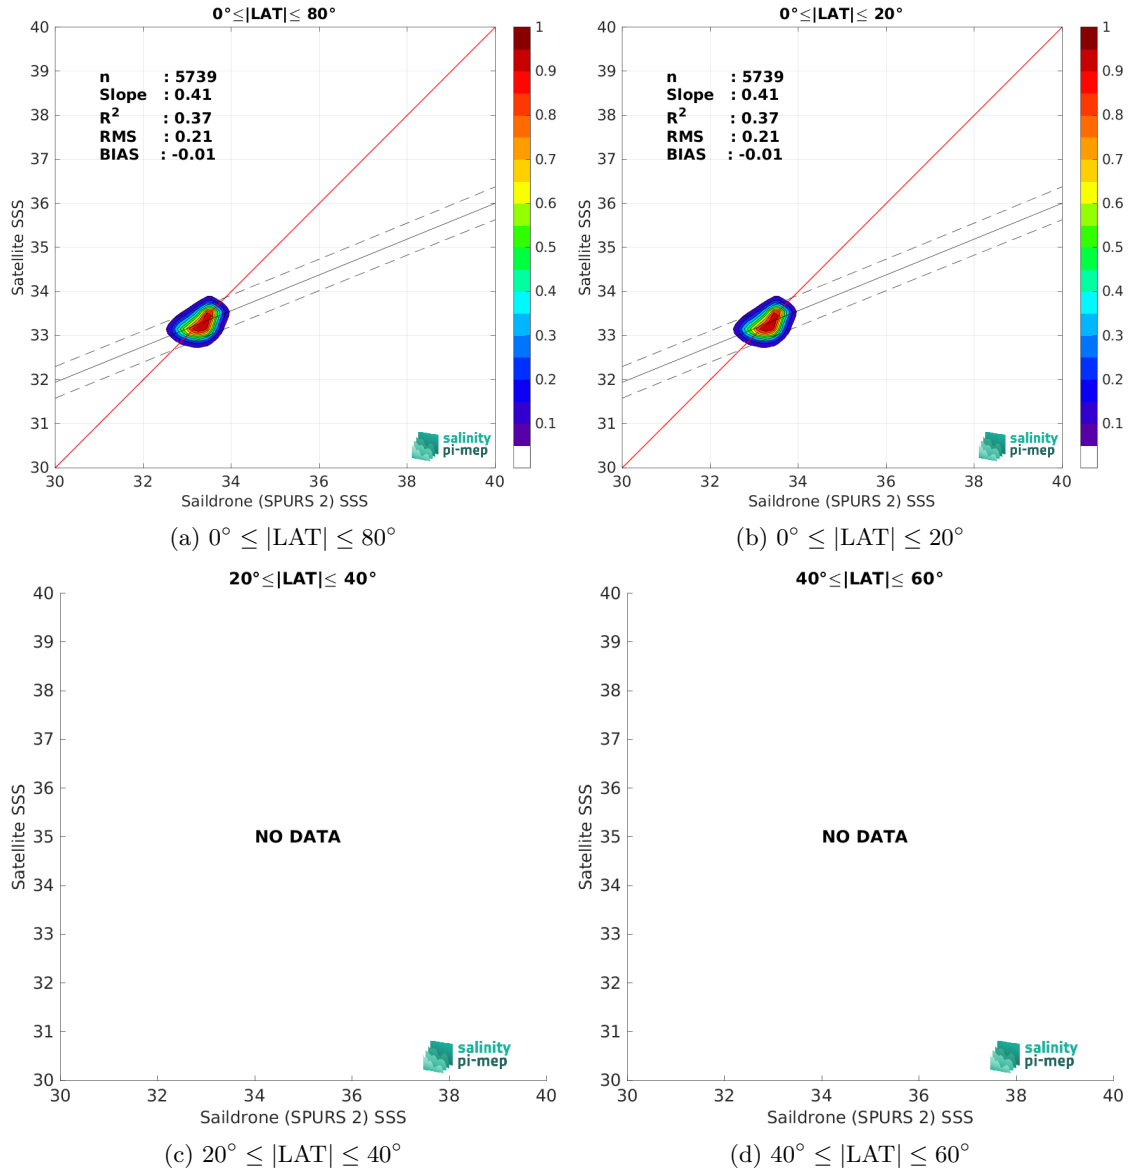 0°≤|LAT|≤ 80°
40
39
38
37
36
35
34
33
32
31
30
Satellite SSS
n : 5739
Slope : 0.41
R² : 0.37
RMS : 0.21
BIAS : -0.01
salinity
pi-mep
30 32 34 36 38 40
Saildrone (SPURS 2) SSS
1
0.9
0.8
0.7
0.6
0.5
0.4
0.3
0.2
0.1
(a) 0° ≤ |LAT| ≤ 80°
0°≤|LAT|≤ 20°
40
39
38
37
36
35
34
33
32
31
30
Satellite SSS
n : 5739
Slope : 0.41
R² : 0.37
RMS : 0.21
BIAS : -0.01
salinity
pi-mep
30 32 34 36 38 40
Saildrone (SPURS 2) SSS
1
0.9
0.8
0.7
0.6
0.5
0.4
0.3
0.2
0.1
(b) 0° ≤ |LAT| ≤ 20°
20°≤|LAT|≤ 40°
40
39
38
37
36
35
34
33
32
31
30
Satellite SSS
NO DATA
salinity
pi-mep
30 32 34 36 38 40
Saildrone (SPURS 2) SSS
(c) 20° ≤ |LAT| ≤ 40°
40°≤|LAT|≤ 60°
40
39
38
37
36
35
34
33
32
31
30
Satellite SSS
NO DATA
salinity
pi-mep
30 32 34 36 38 40
Saildrone (SPURS 2) SSS
(d) 40° ≤ |LAT| ≤ 60°